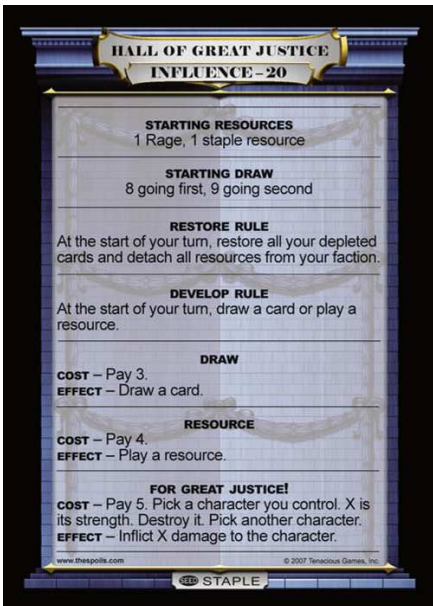 HALL OF GREAT JUSTICE
INFLUENCE – 20
STARTING RESOURCES
1 Rage, 1 staple resource
STARTING DRAW
8 going first, 9 going second
RESTORE RULE
At the start of your turn, restore all your depleted
cards and detach all resources from your faction.
DEVELOP RULE
At the start of your turn, draw a card or play a
resource.
DRAW
COST – Pay 3.
EFFECT – Draw a card.
RESOURCE
COST – Pay 4.
EFFECT – Play a resource.
FOR GREAT JUSTICE!
COST – Pay 5. Pick a character you control. X is
its strength. Destroy it. Pick another character.
EFFECT – Inflict X damage to the character.
www.thespoils.com © 2007 Tenacious Games, Inc.
SEED STAPLE